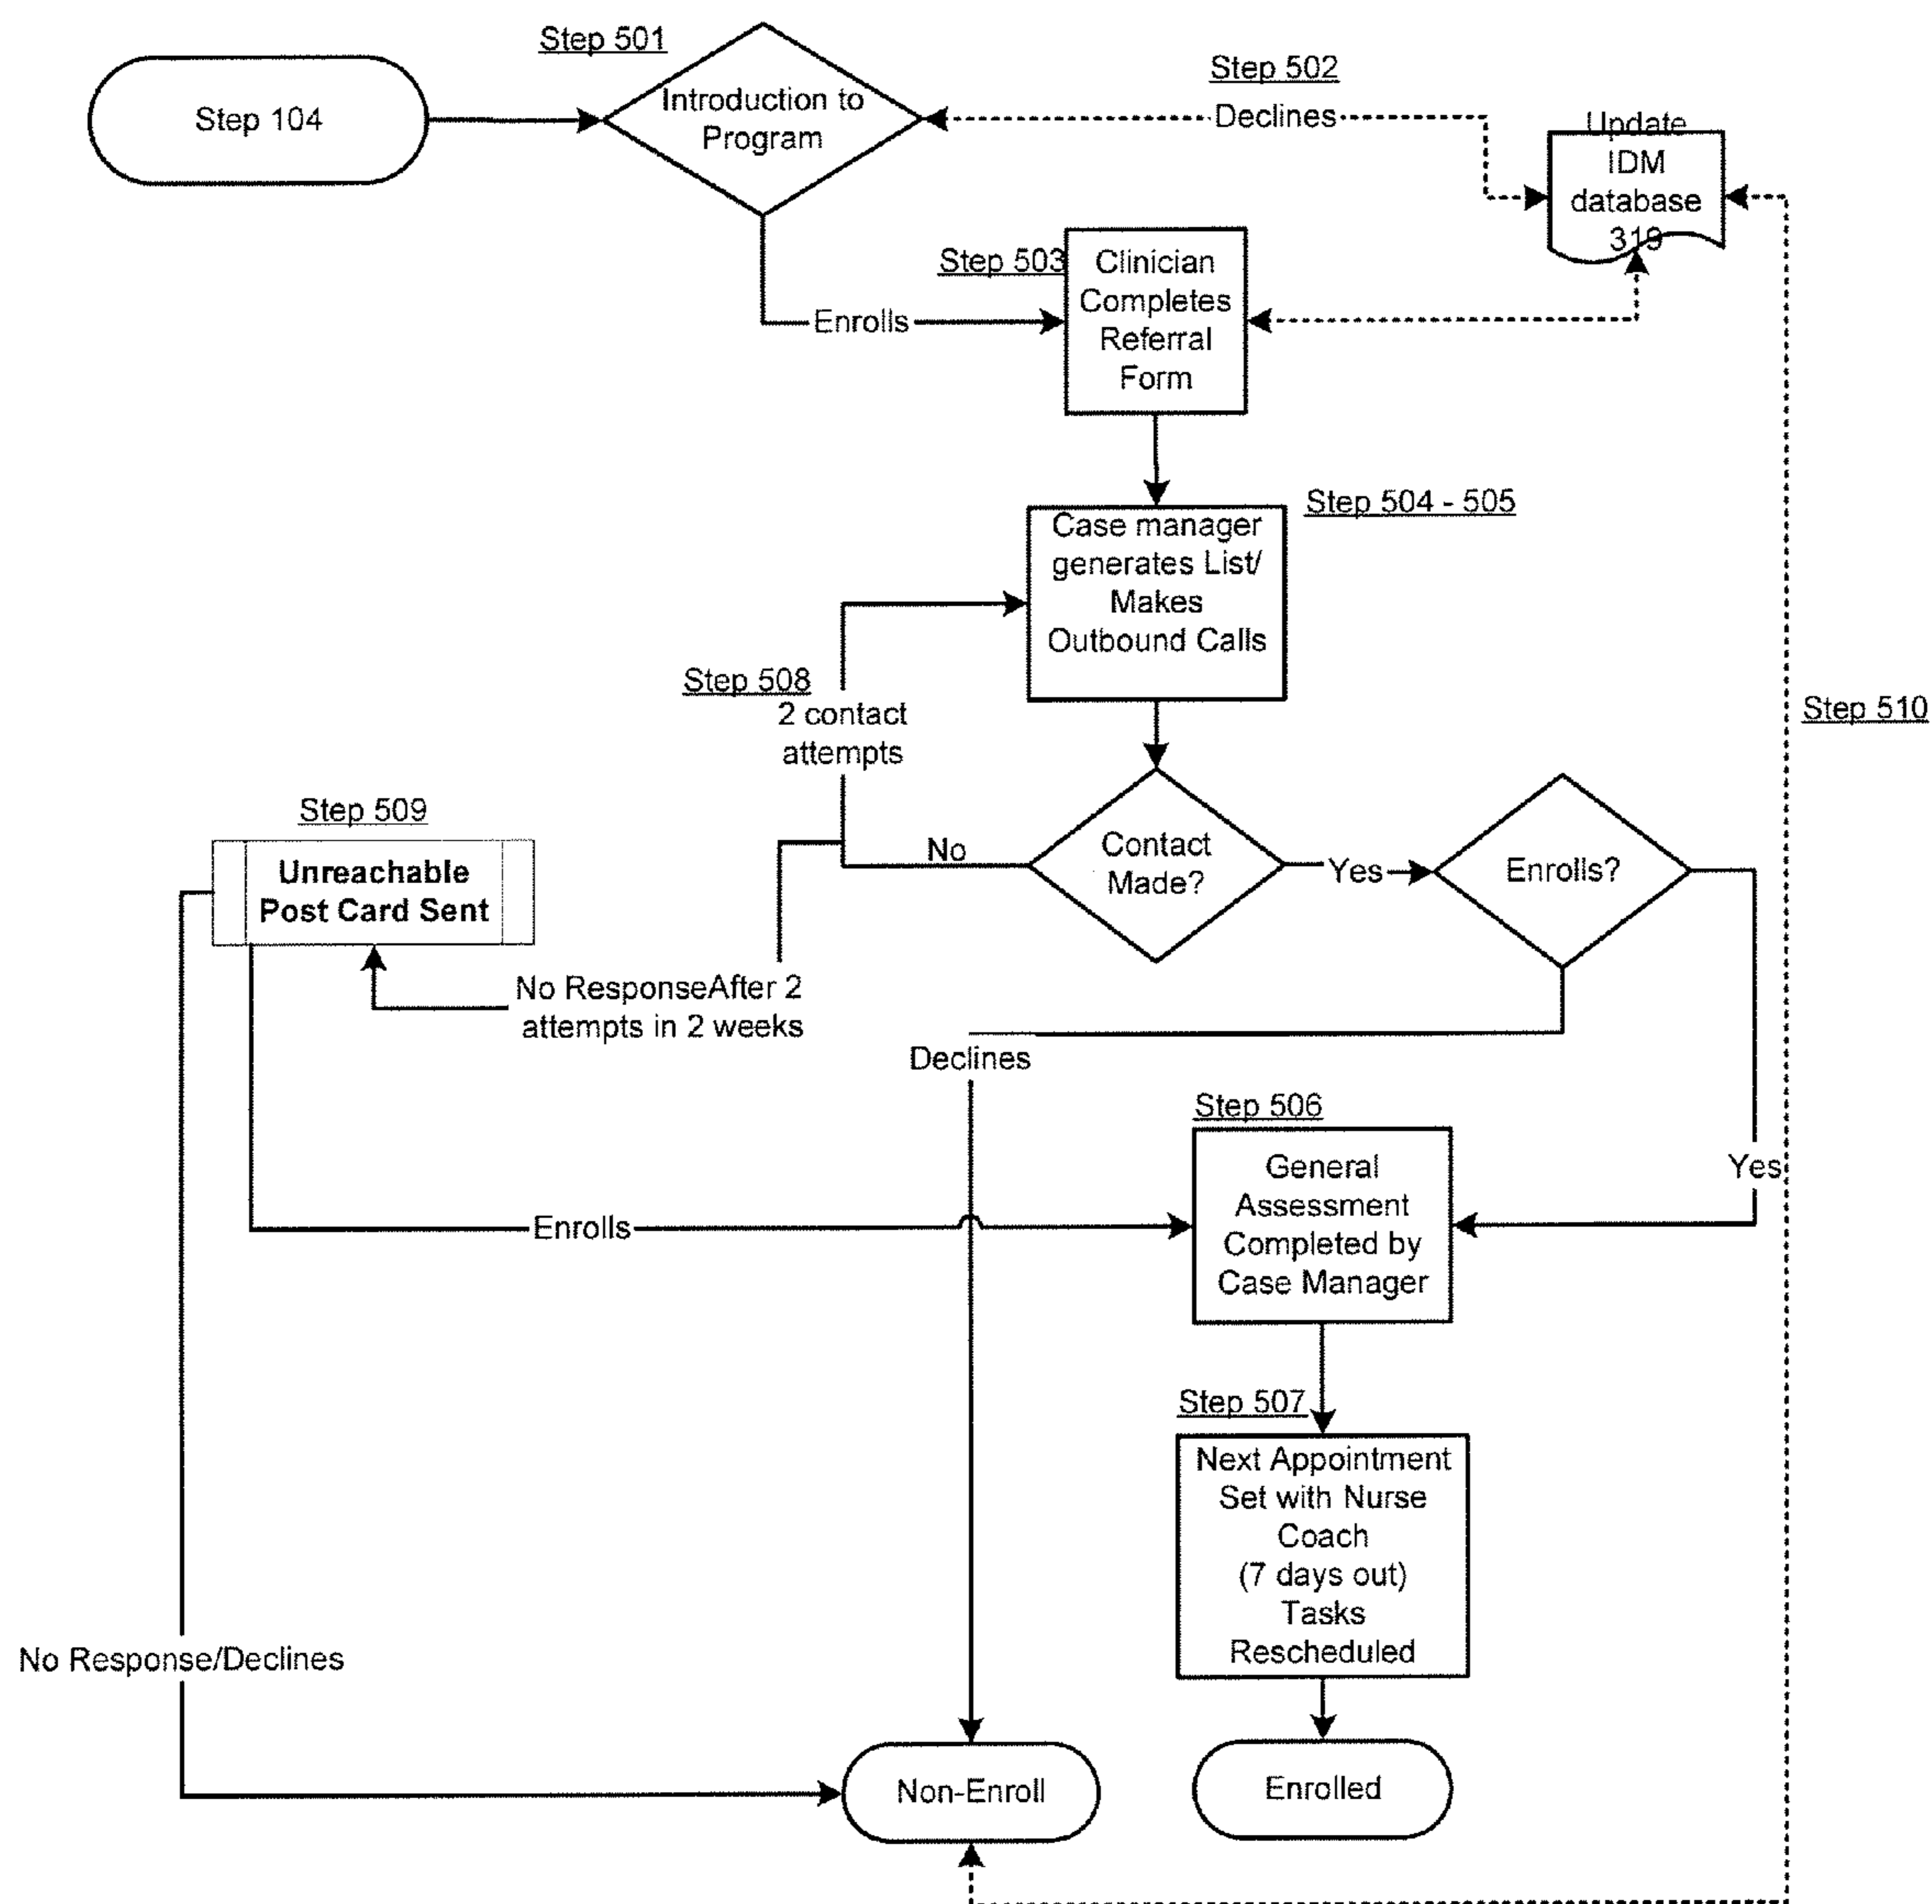 Step 501
Step 104
Introduction to
Program
Step 502
Declines
Update
IDM
database
319
Step 503
Clinician
Completes
Referral
Form
Enrolls
Step 504 - 505
Case manager
generates List/
Makes
Outbound Calls
Step 508
2 contact
attempts
Step 510
Step 509
Unreachable
Post Card Sent
No
Contact
Made?
Yes
Enrolls?
No ResponseAfter 2
attempts in 2 weeks
Declines
Step 506
General
Assessment
Completed by
Case Manager
Yes
Enrolls
Step 507
Next Appointment
Set with Nurse
Coach
(7 days out)
Tasks
Rescheduled
No Response/Declines
Non-Enroll
Enrolled